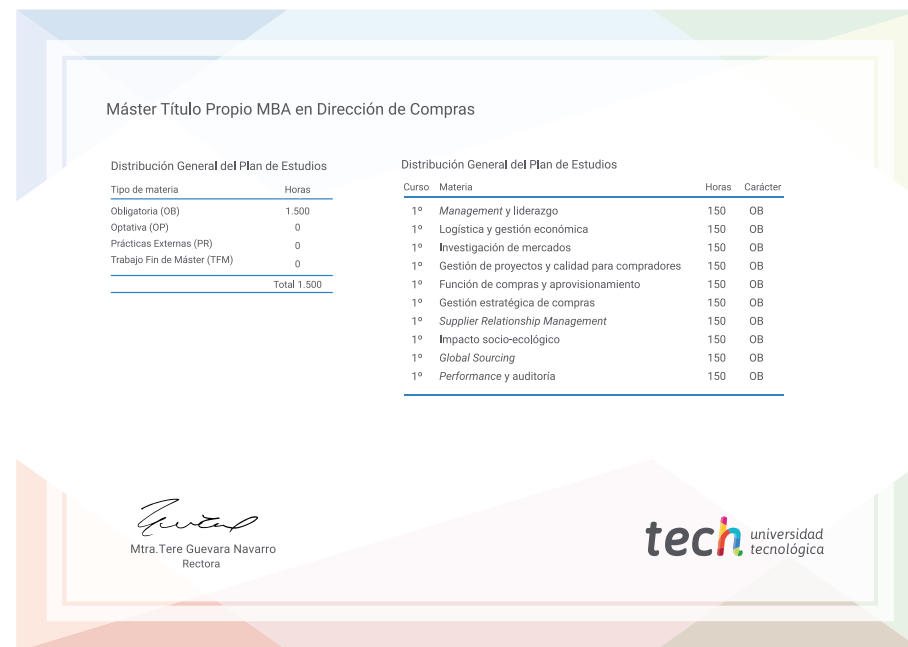 Máster Título Propio MBA en Dirección de Compras
Distribución General del Plan de Estudios
Tipo de materia Horas
Obligatoria (OB) 1.500
Optativa (OP) 0
Prácticas Externas (PR) 0
Trabajo Fin de Máster (TFM) 0
Total 1.500
Distribución General del Plan de Estudios
Curso Materia Horas Carácter
1º Management y liderazgo 150 OB
1º Logística y gestión económica 150 OB
1º Investigación de mercados 150 OB
1º Gestión de proyectos y calidad para compradores 150 OB
1º Función de compras y aprovisionamiento 150 OB
1º Gestión estratégica de compras 150 OB
1º Supplier Relationship Management 150 OB
1º Impacto socio-ecológico 150 OB
1º Global Sourcing 150 OB
1º Performance y auditoría 150 OB
Mtra.Tere Guevara Navarro
Rectora
tech universidad
tecnológica